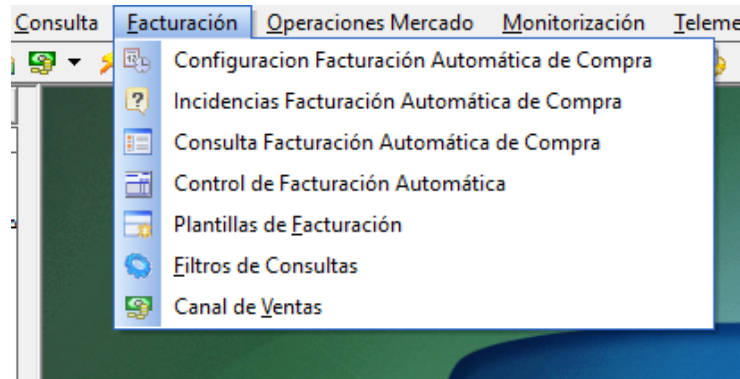 Consulta Facturación Operaciones Mercado Monitorización
Configuracion Facturación Automática de Compra
Incidencias Facturación Automática de Compra
Consulta Facturación Automática de Compra
Control de Facturación Automática
Plantillas de Facturación
Filtros de Consultas
Canal de Ventas